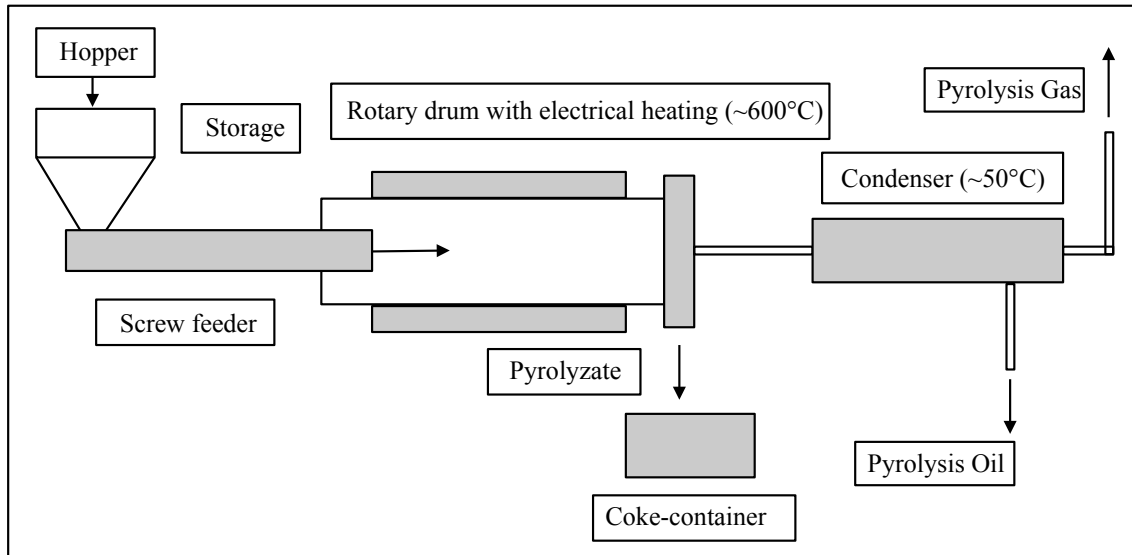 Hopper
Storage
Rotary drum with electrical heating (~600°C)
Pyrolysis Gas
Condenser (~50°C)
Screw feeder
Pyrolyzate
Pyrolysis Oil
Coke-container